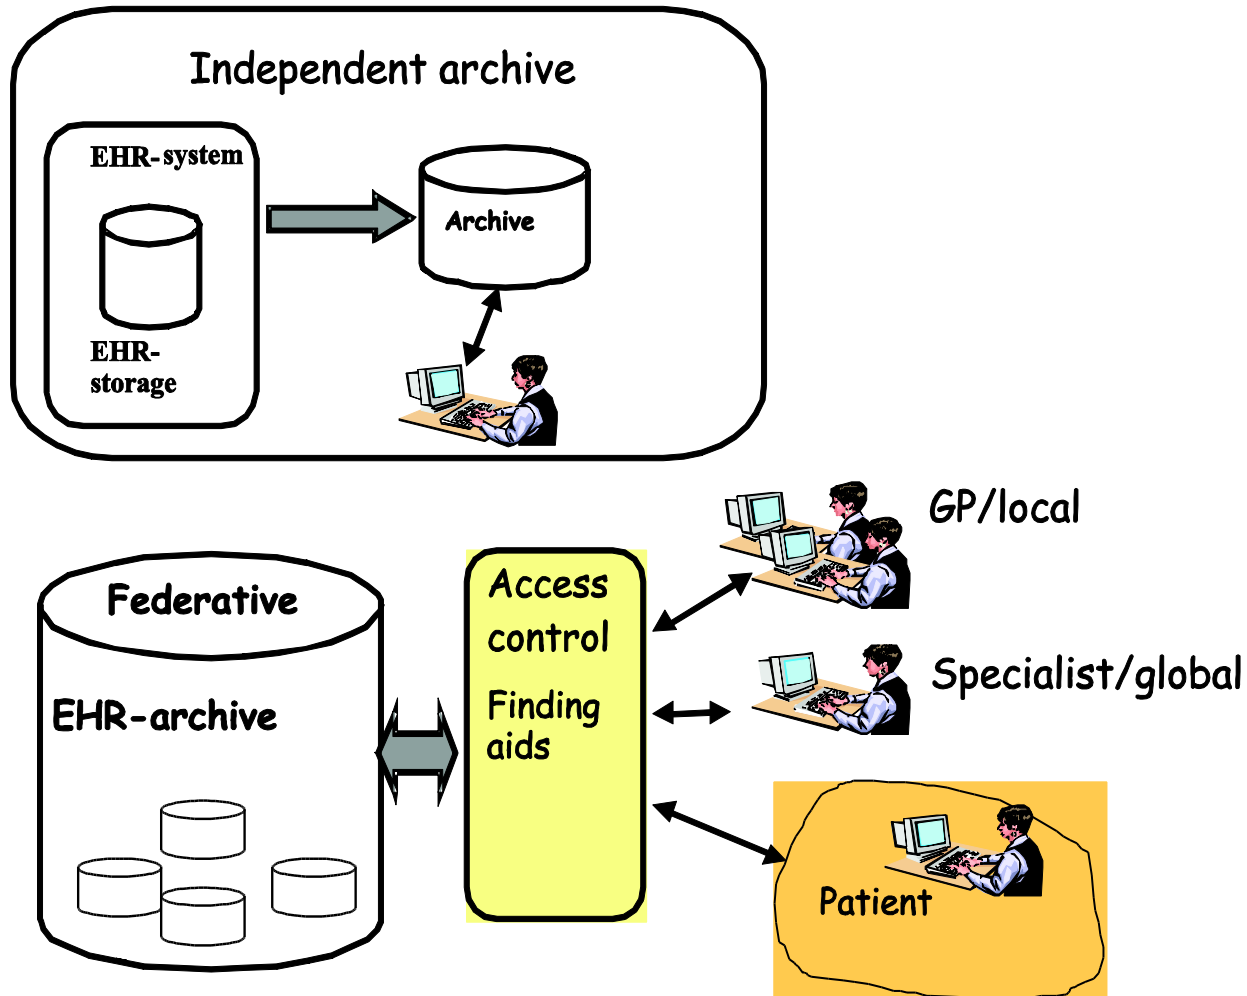 Independent archive
EHR-system
Archive
EHR-
storage
GP/local
Federative
EHR-archive
Access
control
Finding
aids
Specialist/global
Patient